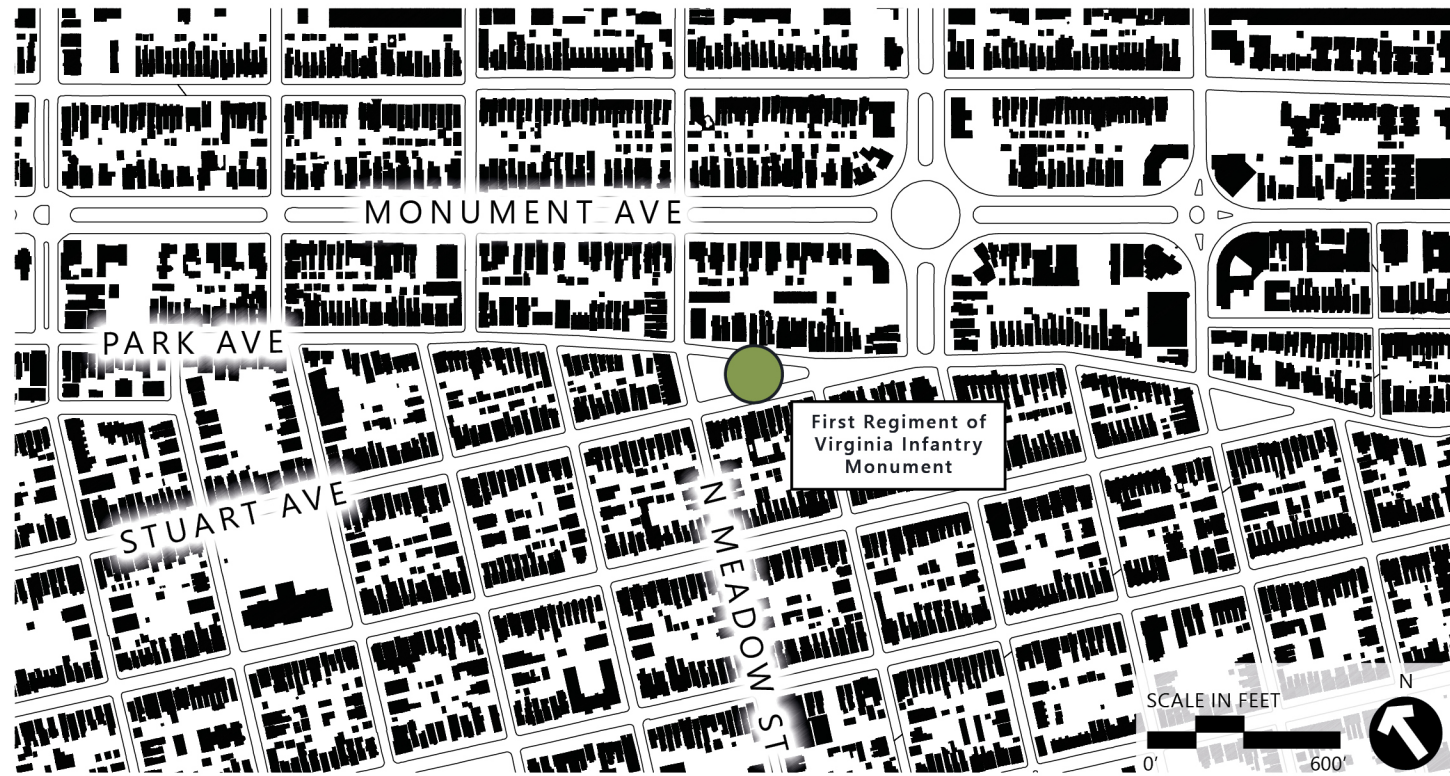 MONUMENT AVE
PARK AVE
First Regiment of
Virginia Infantry
Monument
STUART AVE
N MEADOW ST
N
SCALE IN FEET
0' 600'